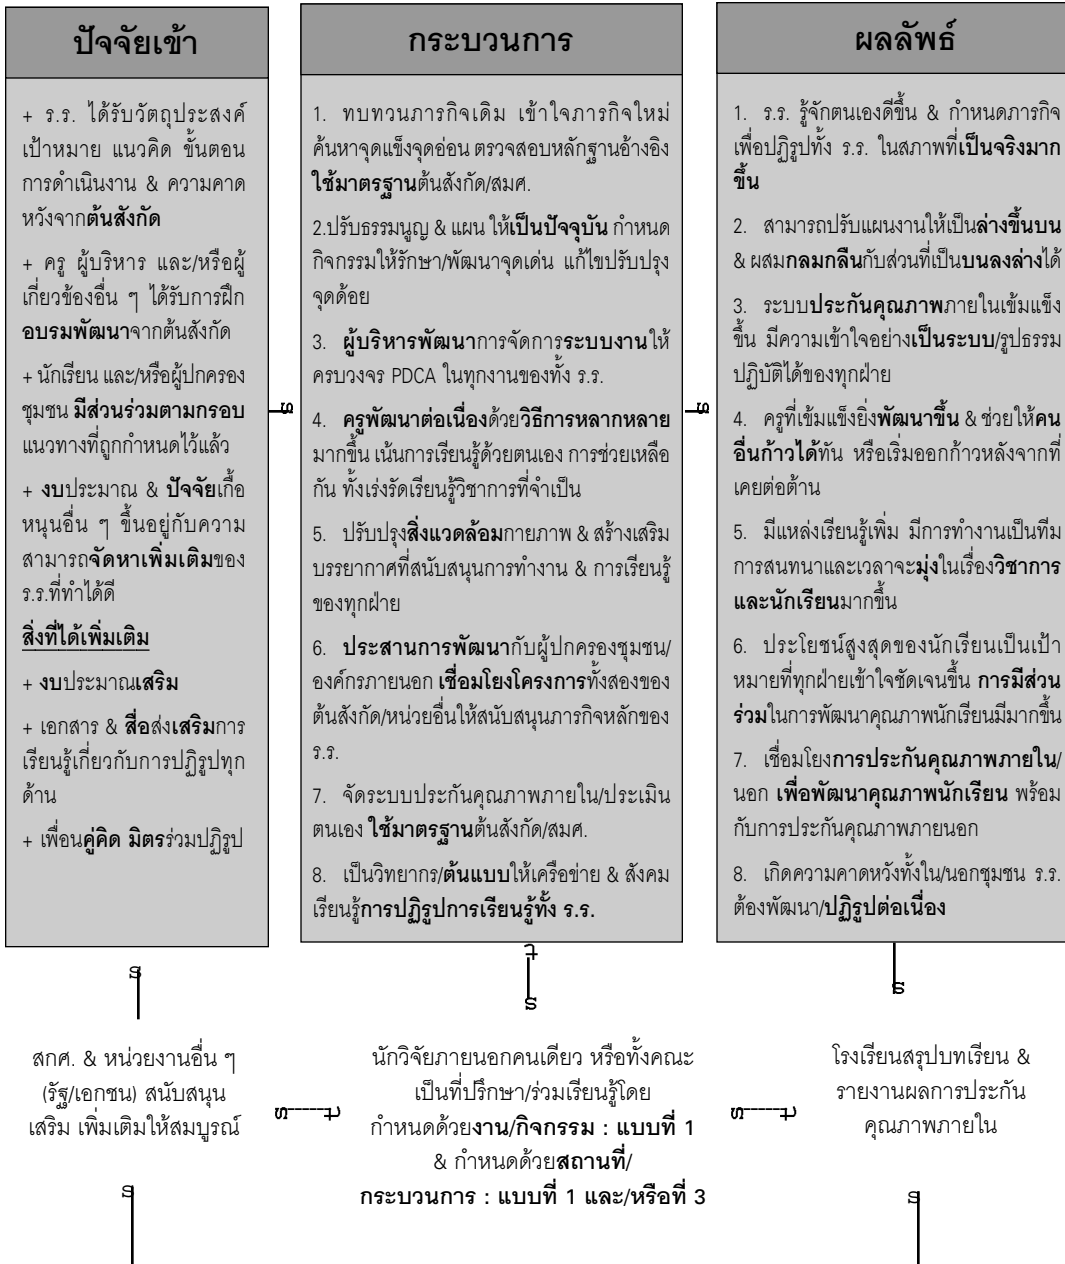 ปัจจัยเข้า
+ ร.ร. ได้รับวัตถุประสงค์
เป้าหมาย แนวคิด ขั้นตอน
การดำเนินงาน & ความคาด
หวังจากต้นสังกัด
+ ครู ผู้บริหาร และ/หรือผู้
เกี่ยวข้องอื่น ๆ ได้รับการฝึก
อบรมพัฒนาจากต้นสังกัด
+ นักเรียน และ/หรือผู้ปกครอง
ชุมชน มีส่วนร่วมตามกรอบ
แนวทางที่ถูกกำหนดไว้แล้ว
+ งบประมาณ & ปัจจัยเกื้อ
หนุนอื่น ๆ ขึ้นอยู่กับความ
สามารถจัดหาเพิ่มเติมของ
ร.ร.ที่ทำได้ดี
สิ่งที่ได้เพิ่มเติม
+ งบประมาณเสริม
+ เอกสาร & สื่อส่งเสริมการ
เรียนรู้เกี่ยวกับการปฏิรูปทุก
ด้าน
+ เพื่อนคู่คิด มิตรร่วมปฏิรูป
กระบวนการ
1. ทบทวนภารกิจเดิม เข้าใจภารกิจใหม่
ค้นหาจุดแข็งจุดอ่อน ตรวจสอบหลักฐานอ้างอิง
ใช้มาตรฐานต้นสังกัด/สมศ.
2.ปรับธรรมนูญ & แผน ให้เป็นปัจจุบัน กำหนด
กิจกรรมให้รักษา/พัฒนาจุดเด่น แก้ไขปรับปรุง
จุดด้อย
3. ผู้บริหารพัฒนาการจัดการระบบงานให้
ครบวงจร PDCA ในทุกงานของทั้ง ร.ร.
4. ครูพัฒนาต่อเนื่องด้วยวิธีการหลากหลาย
มากขึ้น เน้นการเรียนรู้ด้วยตนเอง การช่วยเหลือ
กัน ทั้งเร่งรัดเรียนรู้วิชาการที่จำเป็น
5. ปรับปรุงสิ่งแวดล้อมกายภาพ & สร้างเสริม
บรรยากาศที่สนับสนุนการทำงาน & การเรียนรู้
ของทุกฝ่าย
6. ประสานการพัฒนากับผู้ปกครองชุมชน/
องค์กรภายนอก เชื่อมโยงโครงการทั้งสองของ
ต้นสังกัด/หน่วยอื่นให้สนับสนุนภารกิจหลักของ
ร.ร.
7. จัดระบบประกันคุณภาพภายใน/ประเมิน
ตนเอง ใช้มาตรฐานต้นสังกัด/สมศ.
8. เป็นวิทยากร/ต้นแบบให้เครือข่าย & สังคม
เรียนรู้การปฏิรูปการเรียนรู้ทั้ง ร.ร.
ผลลัพธ์
1. ร.ร. รู้จักตนเองดีขึ้น & กำหนดภารกิจ
เพื่อปฏิรูปทั้ง ร.ร. ในสภาพที่เป็นจริงมาก
ขึ้น
2. สามารถปรับแผนงานให้เป็นล่างขึ้นบน
& ผสมกลมกลืนกับส่วนที่เป็นบนลงล่างได้
3. ระบบประกันคุณภาพภายในเข้มแข็ง
ขึ้น มีความเข้าใจอย่างเป็นระบบ/รูปธรรม
ปฏิบัติได้ของทุกฝ่าย
4. ครูที่เข้มแข็งยิ่งพัฒนาขึ้น & ช่วยให้คน
อื่นก้าวได้ทัน หรือเริ่มออกก้าวหลังจากที่
เคยต่อต้าน
5. มีแหล่งเรียนรู้เพิ่ม มีการทำงานเป็นทีม
การสนทนาและเวลาจะมุ่งในเรื่องวิชาการ
และนักเรียนมากขึ้น
6. ประโยชน์สูงสุดของนักเรียนเป็นเป้า
หมายที่ทุกฝ่ายเข้าใจชัดเจนขึ้น การมีส่วน
ร่วมในการพัฒนาคุณภาพนักเรียนมีมากขึ้น
7. เชื่อมโยงการประกันคุณภาพภายใน/
นอก เพื่อพัฒนาคุณภาพนักเรียน พร้อม
กับการประกันคุณภาพภายนอก
8. เกิดความคาดหวังทั้งใน/นอกชุมชน ร.ร.
ต้องพัฒนา/ปฏิรูปต่อเนื่อง
สกศ. & หน่วยงานอื่น ๆ
(รัฐ/เอกชน) สนับสนุน
เสริม เพิ่มเติมให้สมบูรณ์
นักวิจัยภายนอกคนเดียว หรือทั้งคณะ
เป็นที่ปรึกษา/ร่วมเรียนรู้โดย
กำหนดด้วยงาน/กิจกรรม : แบบที่ 1
& กำหนดด้วยสถานที่/
กระบวนการ : แบบที่ 1 และ/หรือที่ 3
โรงเรียนสรุปบทเรียน &
รายงานผลการประกัน
คุณภาพภายใน